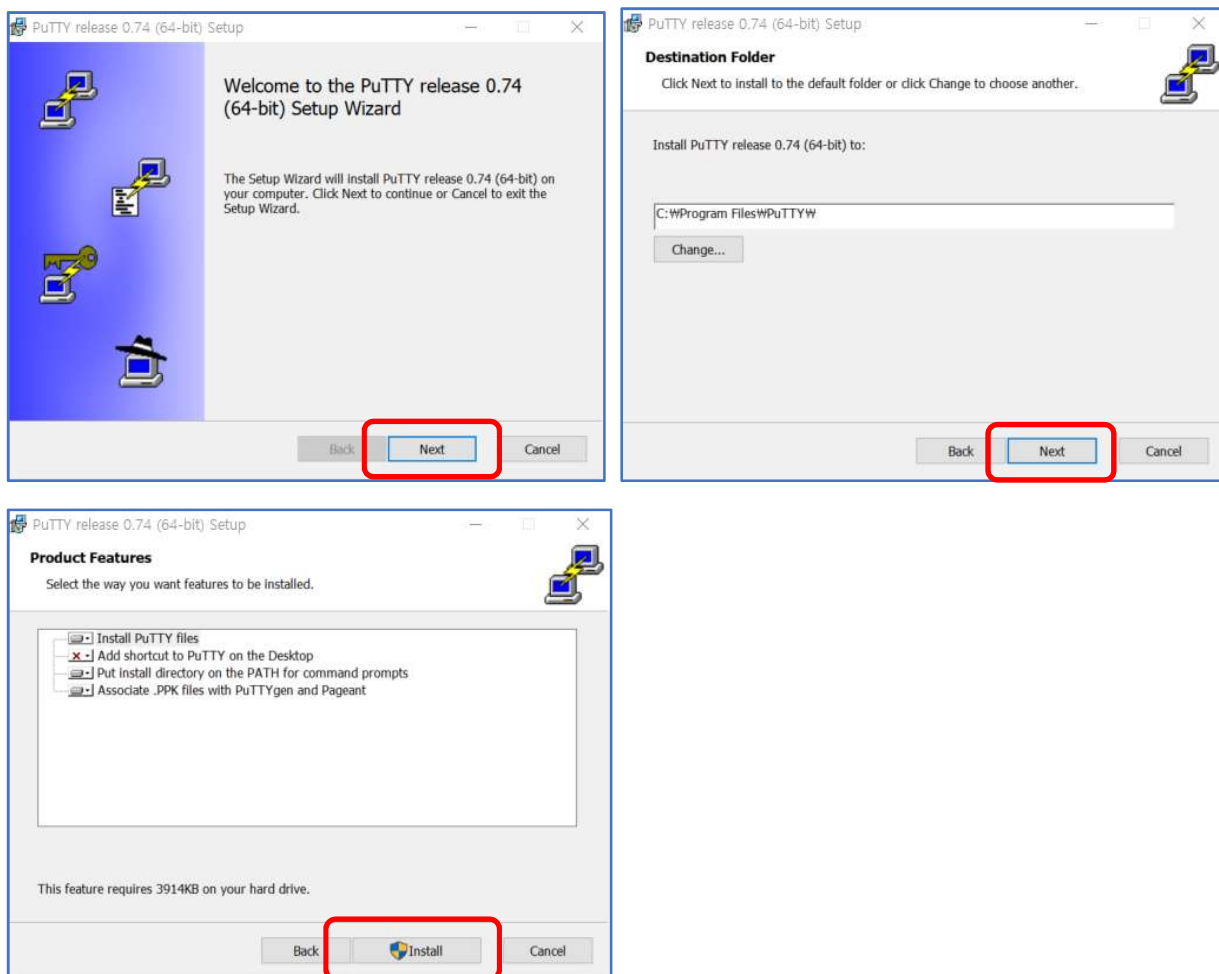 PuTTY release 0.74 (64-bit) Setup
Welcome to the PuTTY release 0.74
(64-bit) Setup Wizard
The Setup Wizard will install PuTTY release 0.74 (64-bit) on
your computer. Click Next to continue or Cancel to exit the
Setup Wizard.
Back Next Cancel
PuTTY release 0.74 (64-bit) Setup
Destination Folder
Click Next to install to the default folder or click Change to choose another.
Install PuTTY release 0.74 (64-bit) to:
C:₩Program Files₩PuTTY₩
Change...
Back Next Cancel
PuTTY release 0.74 (64-bit) Setup
Product Features
Select the way you want features to be installed.
Install PuTTY files
Add shortcut to PuTTY on the Desktop
Put install directory on the PATH for command prompts
Associate .PPK files with PuTTYgen and Pageant
This feature requires 3914KB on your hard drive.
Back Install Cancel